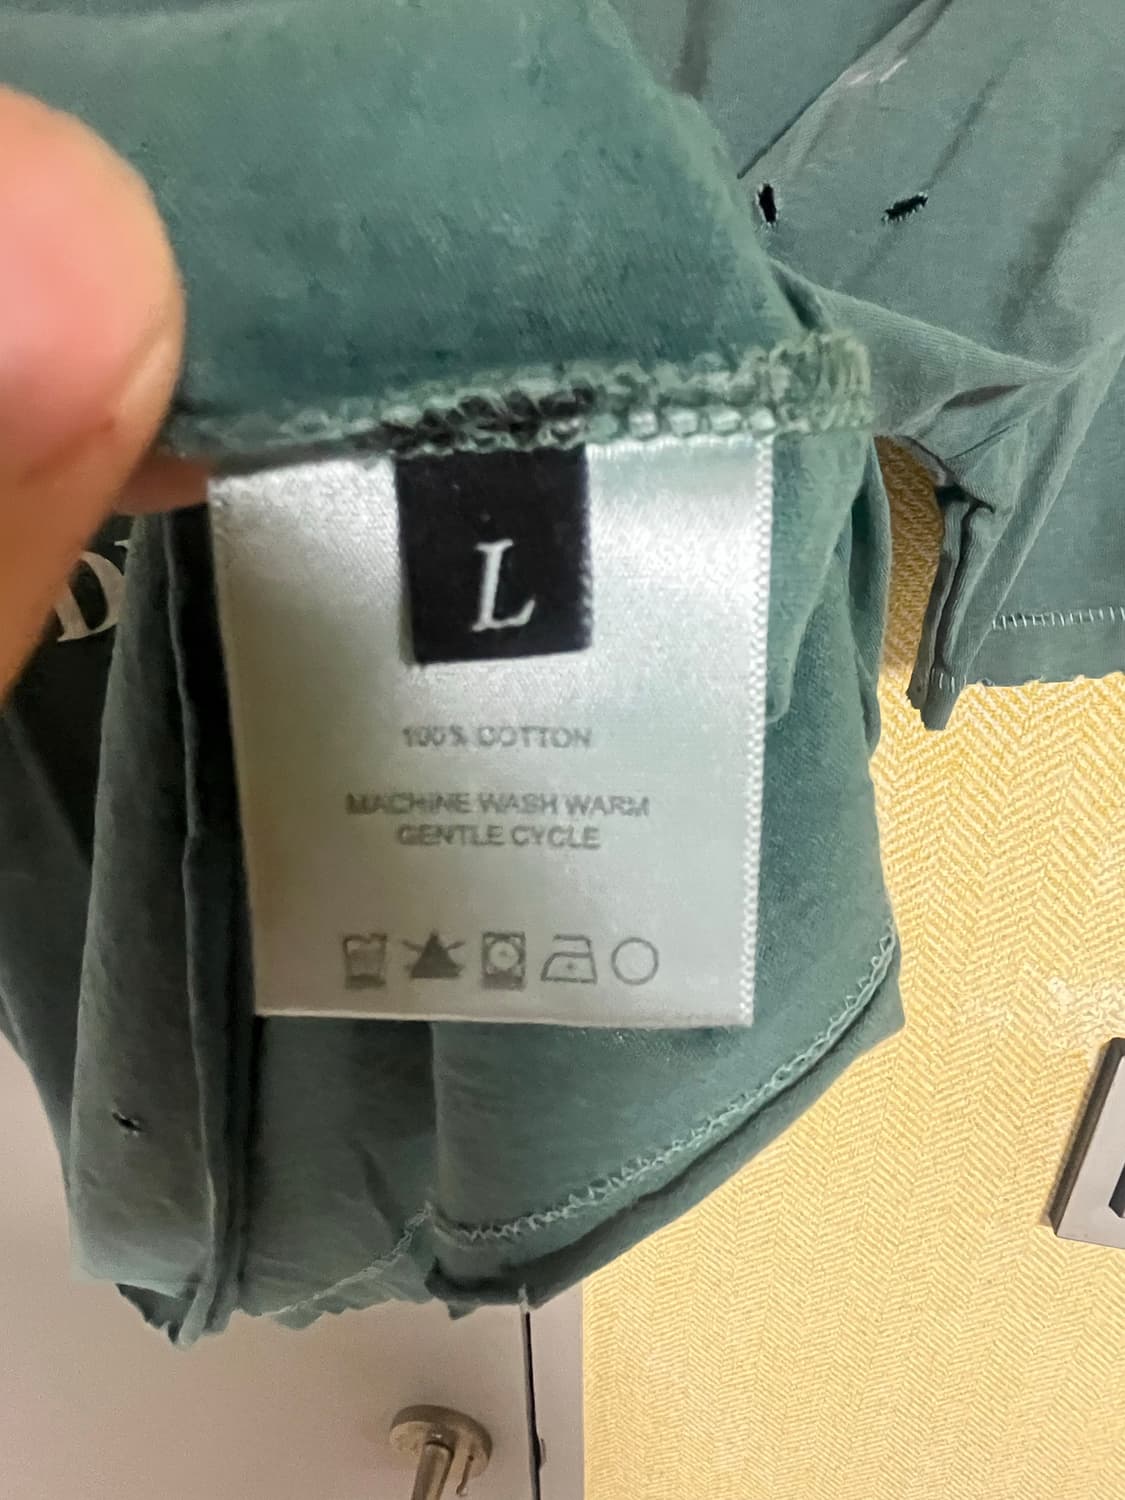 L
100% COTTON
MACHINE WASH WARM
GENTLE CYCLE
D